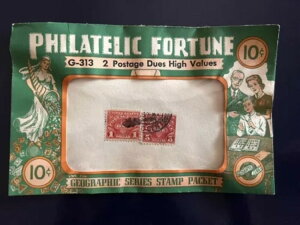 PHILATELIC FORTUNE
10¢
G-313 2 Postage Dues High Values
10¢
GEOGRAPHIC SERIES STAMP PACKET